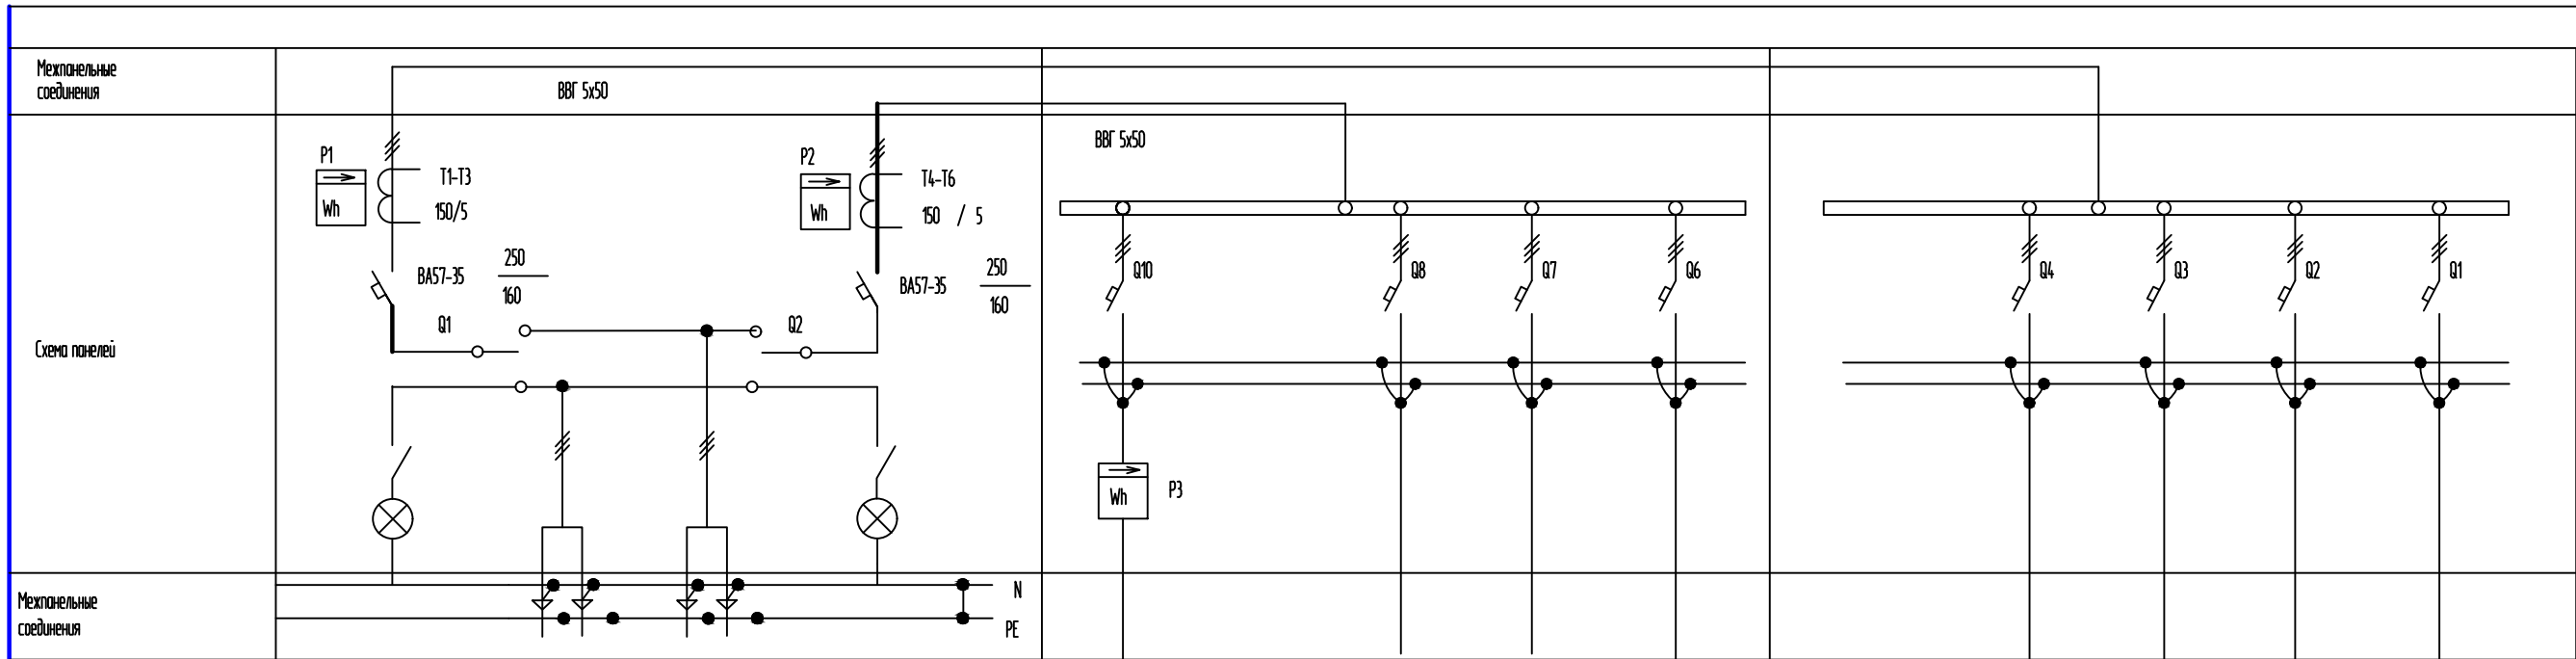 Межпанельные
соединения
ВВГ 5х50
ВВГ 5х50
P1
T1-T3
Wh
150/5
P2
T4-T6
Wh
150 / 5
ВА57-35
250
160
ВА57-35
250
160
Q1
Q2
Q10
Q8
Q7
Q6
Q4
Q3
Q2
Q1
Схема панелей
Wh
P3
Межпанельные
соединения
N
PE